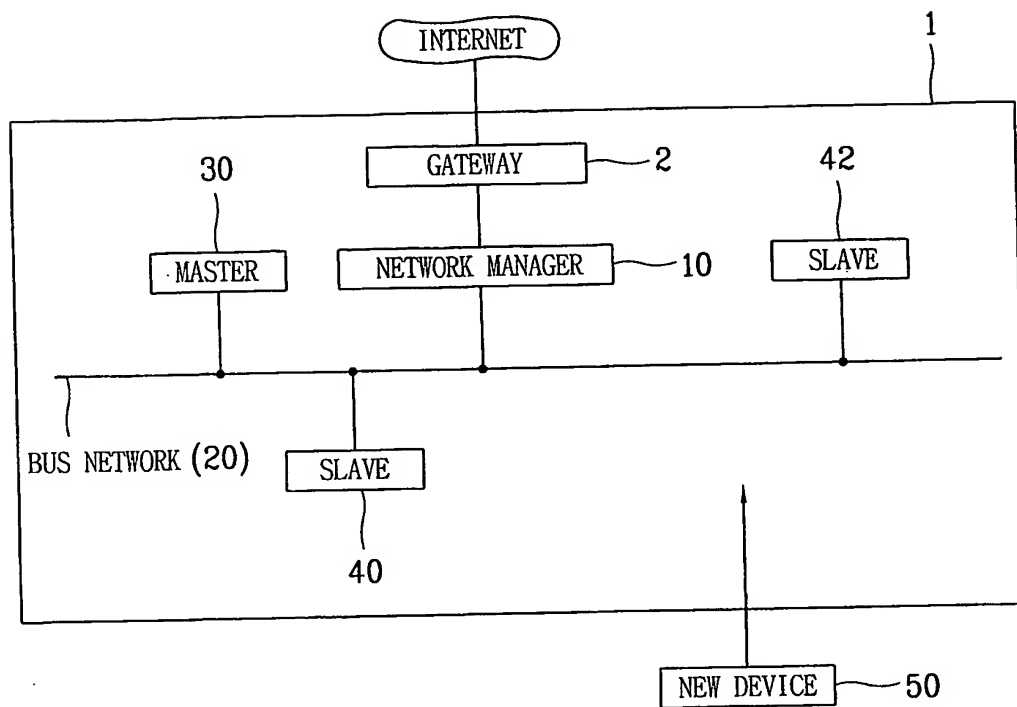 INTERNET
1
GATEWAY
2
30
42
MASTER
NETWORK MANAGER
10
SLAVE
BUS NETWORK (20)
SLAVE
40
NEW DEVICE
50